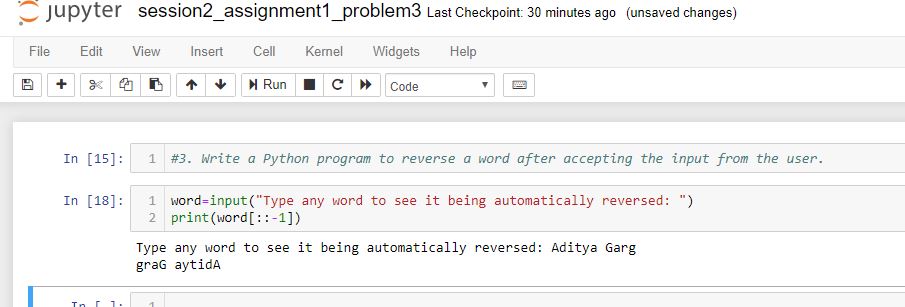 jupyter session2_assignment1_problem3 Last Checkpoint: 30 minutes ago (unsaved changes)
File Edit View Insert Cell Kernel Widgets Help
Run Code
In [15]: 1 #3. Write a Python program to reverse a word after accepting the input from the user.
In [18]: 1 word=input("Type any word to see it being automatically reversed: ")
2 print(word[::-1])
Type any word to see it being automatically reversed: Aditya Garg
graG aytidA
In [ ]: 1